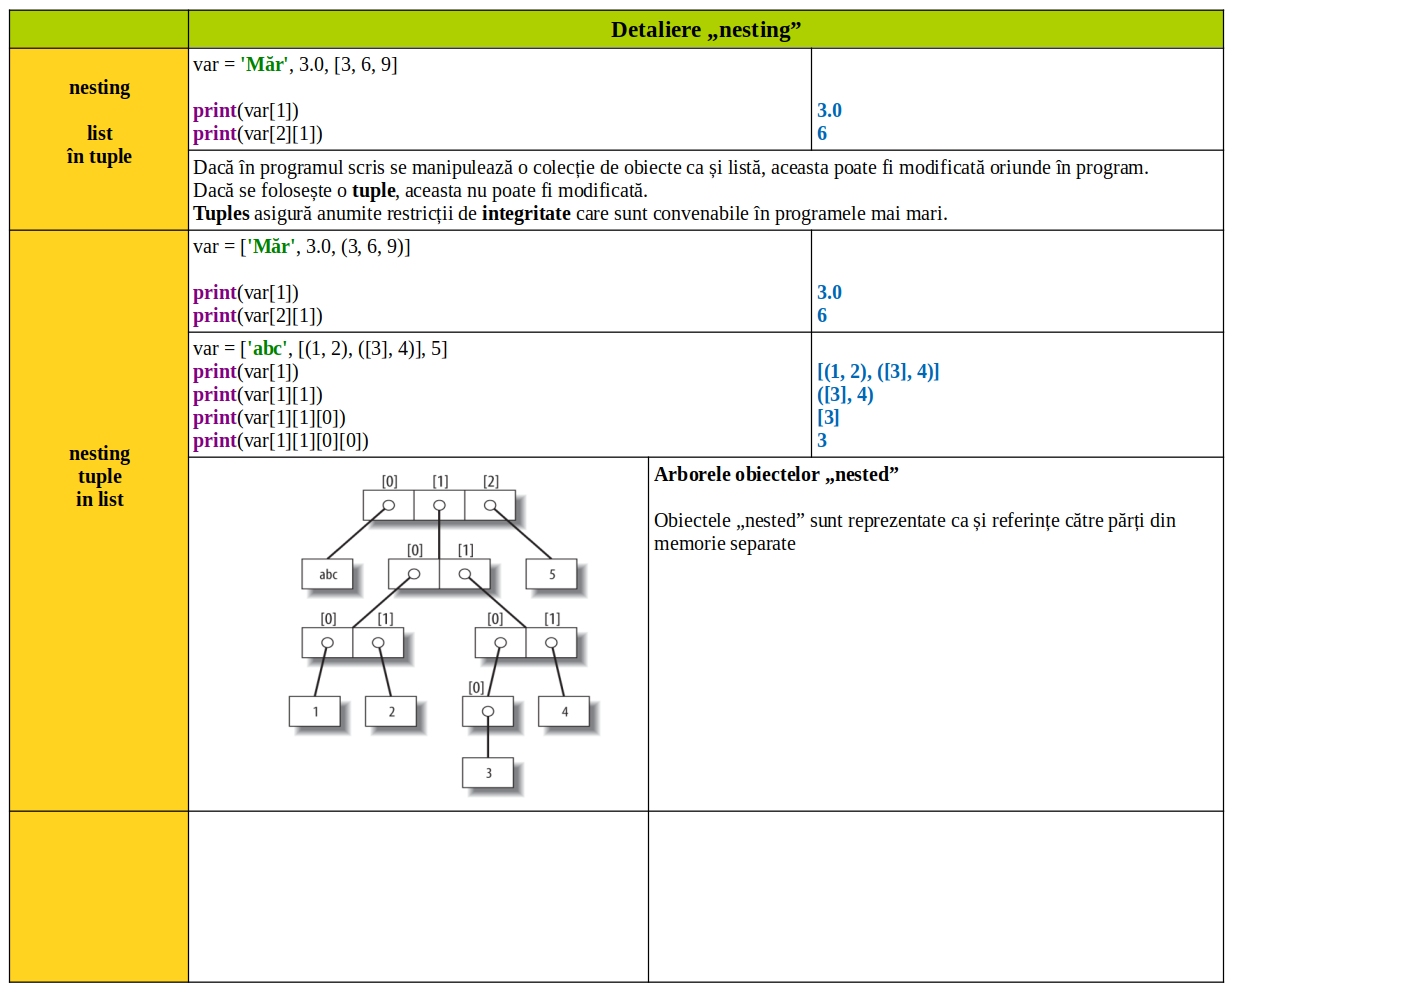 Detaliere „nesting”
nesting
list
în tuple
var = 'Măr', 3.0, [3, 6, 9]
print(var[1])
print(var[2][1])
3.0
6
Dacă în programul scris se manipulează o colecție de obiecte ca și listă, aceasta poate fi modificată oriunde în program.
Dacă se folosește o tuple, aceasta nu poate fi modificată.
Tuples asigură anumite restricții de integritate care sunt convenabile în programele mai mari.
nesting
tuple
in list
var = ['Măr', 3.0, (3, 6, 9)]
print(var[1])
print(var[2][1])
3.0
6
var = ['abc', [(1, 2), ([3], 4)], 5]
print(var[1])
print(var[1][1])
print(var[1][1][0])
print(var[1][1][0][0])
[(1, 2), ([3], 4)]
([3], 4)
[3]
3
[0] [1] [2]
[0] [1]
abc 5
[0] [1] [0] [1]
[0]
1 2 4
3
Arborele obiectelor „nested”
Obiectele „nested” sunt reprezentate ca și referințe către părți din
memorie separate